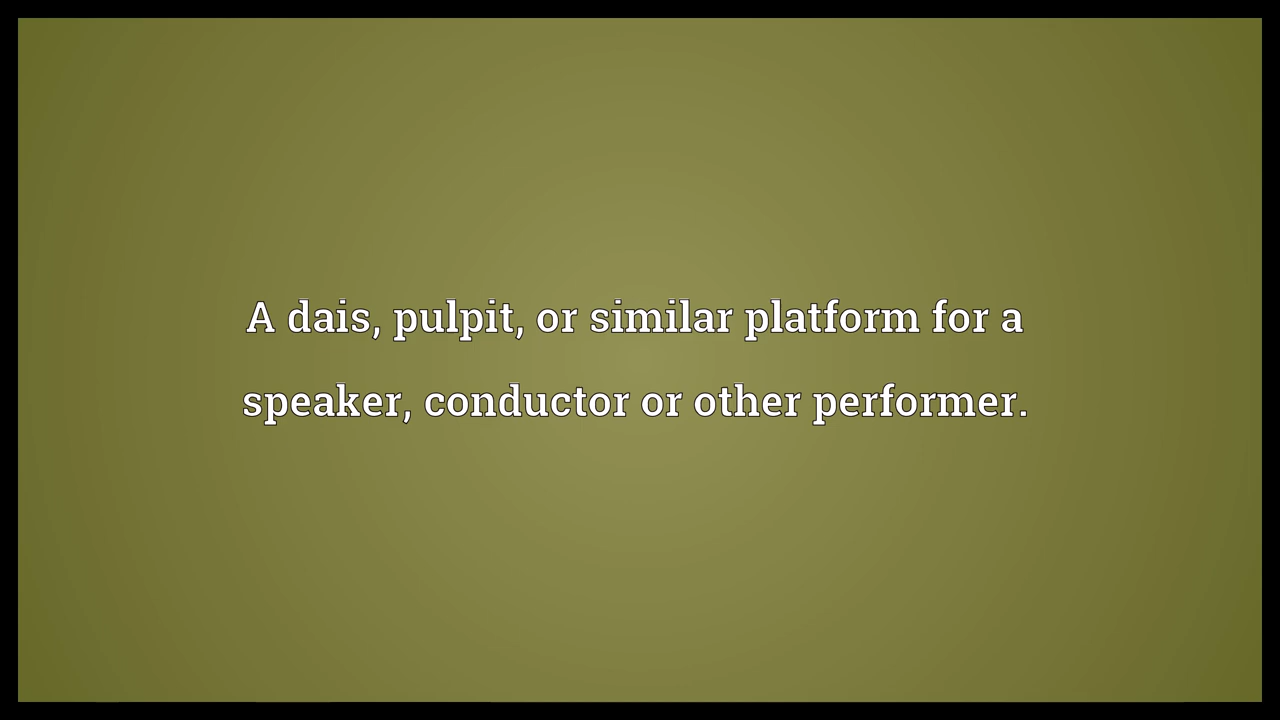 A dais, pulpit, or similar platform for a
speaker, conductor or other performer.